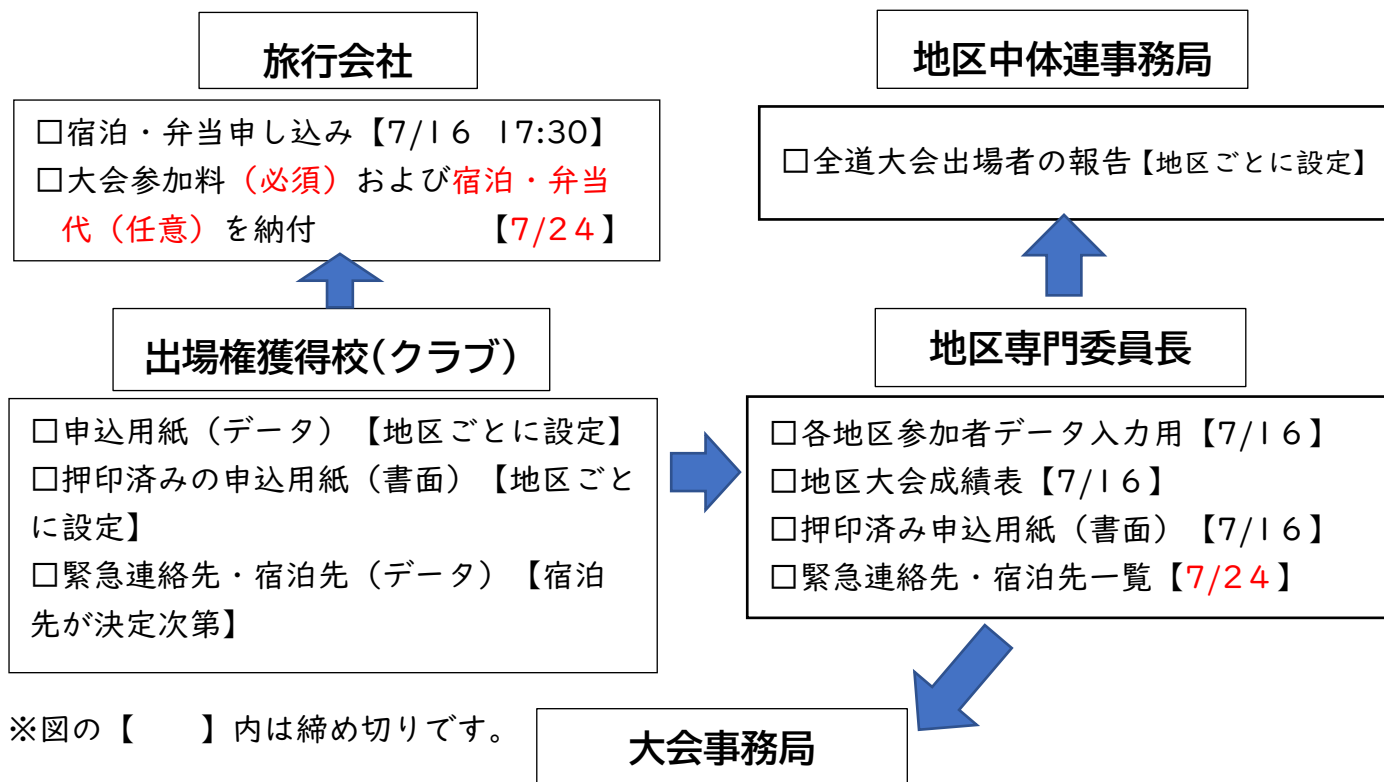 旅行会社
□宿泊・弁当申し込み【7/16 17:30】
□大会参加料（必須）および宿泊・弁当
代（任意）を納付 【7/24】
地区中体連事務局
□全道大会出場者の報告【地区ごとに設定】
出場権獲得校(クラブ)
□申込用紙（データ）【地区ごとに設定】
□押印済みの申込用紙（書面）【地区ごと
に設定】
□緊急連絡先・宿泊先（データ）【宿泊
先が決定次第】
地区専門委員長
□各地区参加者データ入力用【7/16】
□地区大会成績表【7/16】
□押印済み申込用紙（書面）【7/16】
□緊急連絡先・宿泊先一覧【7/24】
※図の【　　】内は締め切りです。
大会事務局